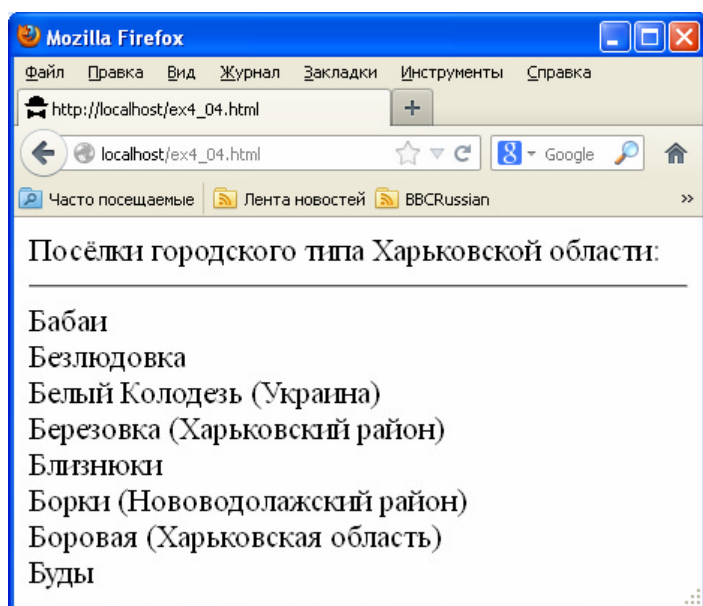 Mozilla Firefox
Файл Правка Вид Журнал Закладки Инструменты Справка
http://localhost/ex4_04.html +
localhost/ex4_04.html 8 Google
Часто посещаемые Лента новостей BBCRussian »
Посёлки городского типа Харьковской области:
Бабаи
Безлюдовка
Белый Колодезь (Украина)
Березовка (Харьковский район)
Близнюки
Борки (Нововодолажский район)
Боровая (Харьковская область)
Буды